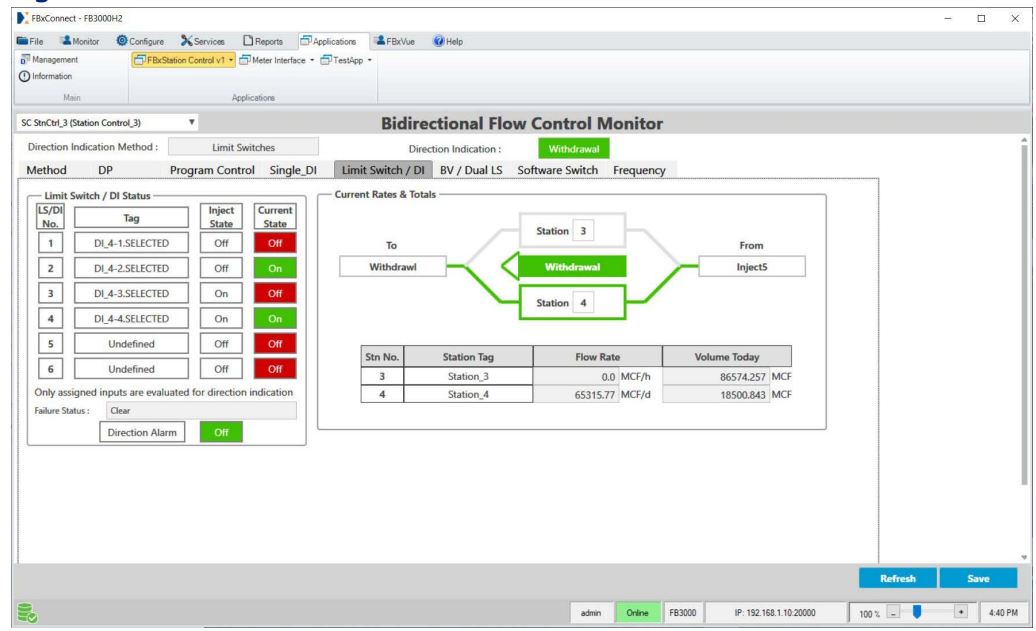 FBxConnect - FB3000H2
File Monitor Configure Services Reports Applications FBxVue Help
Management FBxStation Control v1 Meter Interface TestApp
Information
Main Applications
SC StnCtrl_3 (Station Control_3) Bidirectional Flow Control Monitor
Direction Indication Method : Limit Switches Direction Indication : Withdrawal
Method DP Program Control Single_DI Limit Switch / DI BV / Dual LS Software Switch Frequency
Limit Switch / DI Status
LS/DI No. Tag Inject State Current State
1 DI_4-1.SELECTED Off Off
2 DI_4-2.SELECTED Off On
3 DI_4-3.SELECTED On Off
4 DI_4-4.SELECTED On On
5 Undefined Off Off
6 Undefined Off Off
Only assigned inputs are evaluated for direction indication
Failure Status : Clear
Direction Alarm Off
Current Rates & Totals
Station 3
To From
Withdrawl Withdrawal Inject5
Station 4
Stn No. Station Tag Flow Rate Volume Today
3 Station_3 0.0 MCF/h 86574.257 MCF
4 Station_4 65315.77 MCF/d 18500.843 MCF
Refresh Save
admin Online FB3000 IP: 192.168.1.10:20000 100 % - + 4:40 PM